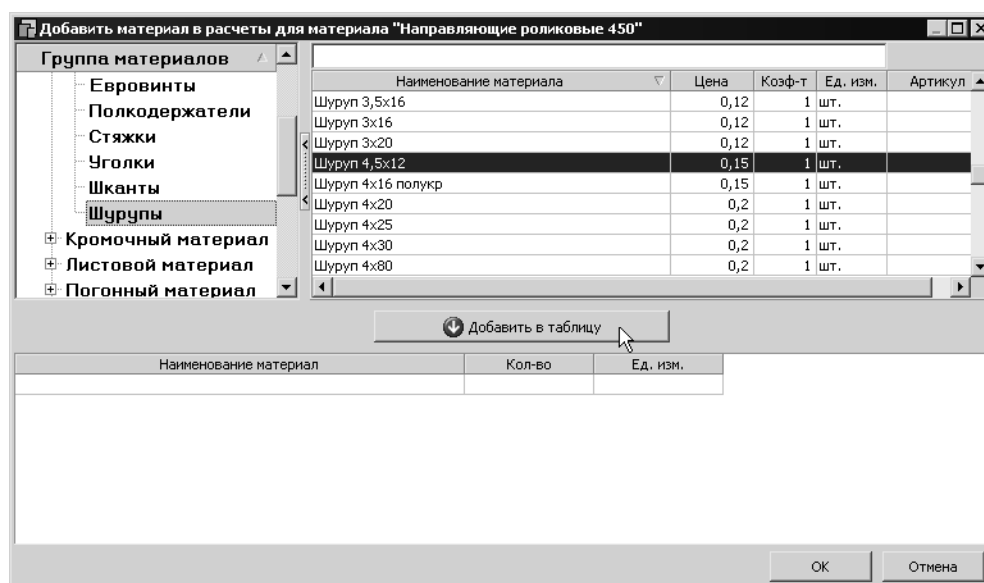 Добавить материал в расчеты для материала "Направляющие роликовые 450"
Группа материалов
Евровинты
Полкодержатели
Стяжки
Уголки
Шканты
Шурупы
Кромочный материал
Листовой материал
Погонный материал
Наименование материала Цена Коэф-т Ед. изм. Артикул
Шуруп 3,5x16 0,12 1 шт.
Шуруп 3x16 0,12 1 шт.
Шуруп 3x20 0,12 1 шт.
Шуруп 4,5x12 0,15 1 шт.
Шуруп 4x16 полукр 0,15 1 шт.
Шуруп 4x20 0,2 1 шт.
Шуруп 4x25 0,2 1 шт.
Шуруп 4x30 0,2 1 шт.
Шуруп 4x80 0,2 1 шт.
Добавить в таблицу
Наименование материал Кол-во Ед. изм.
OK Отмена